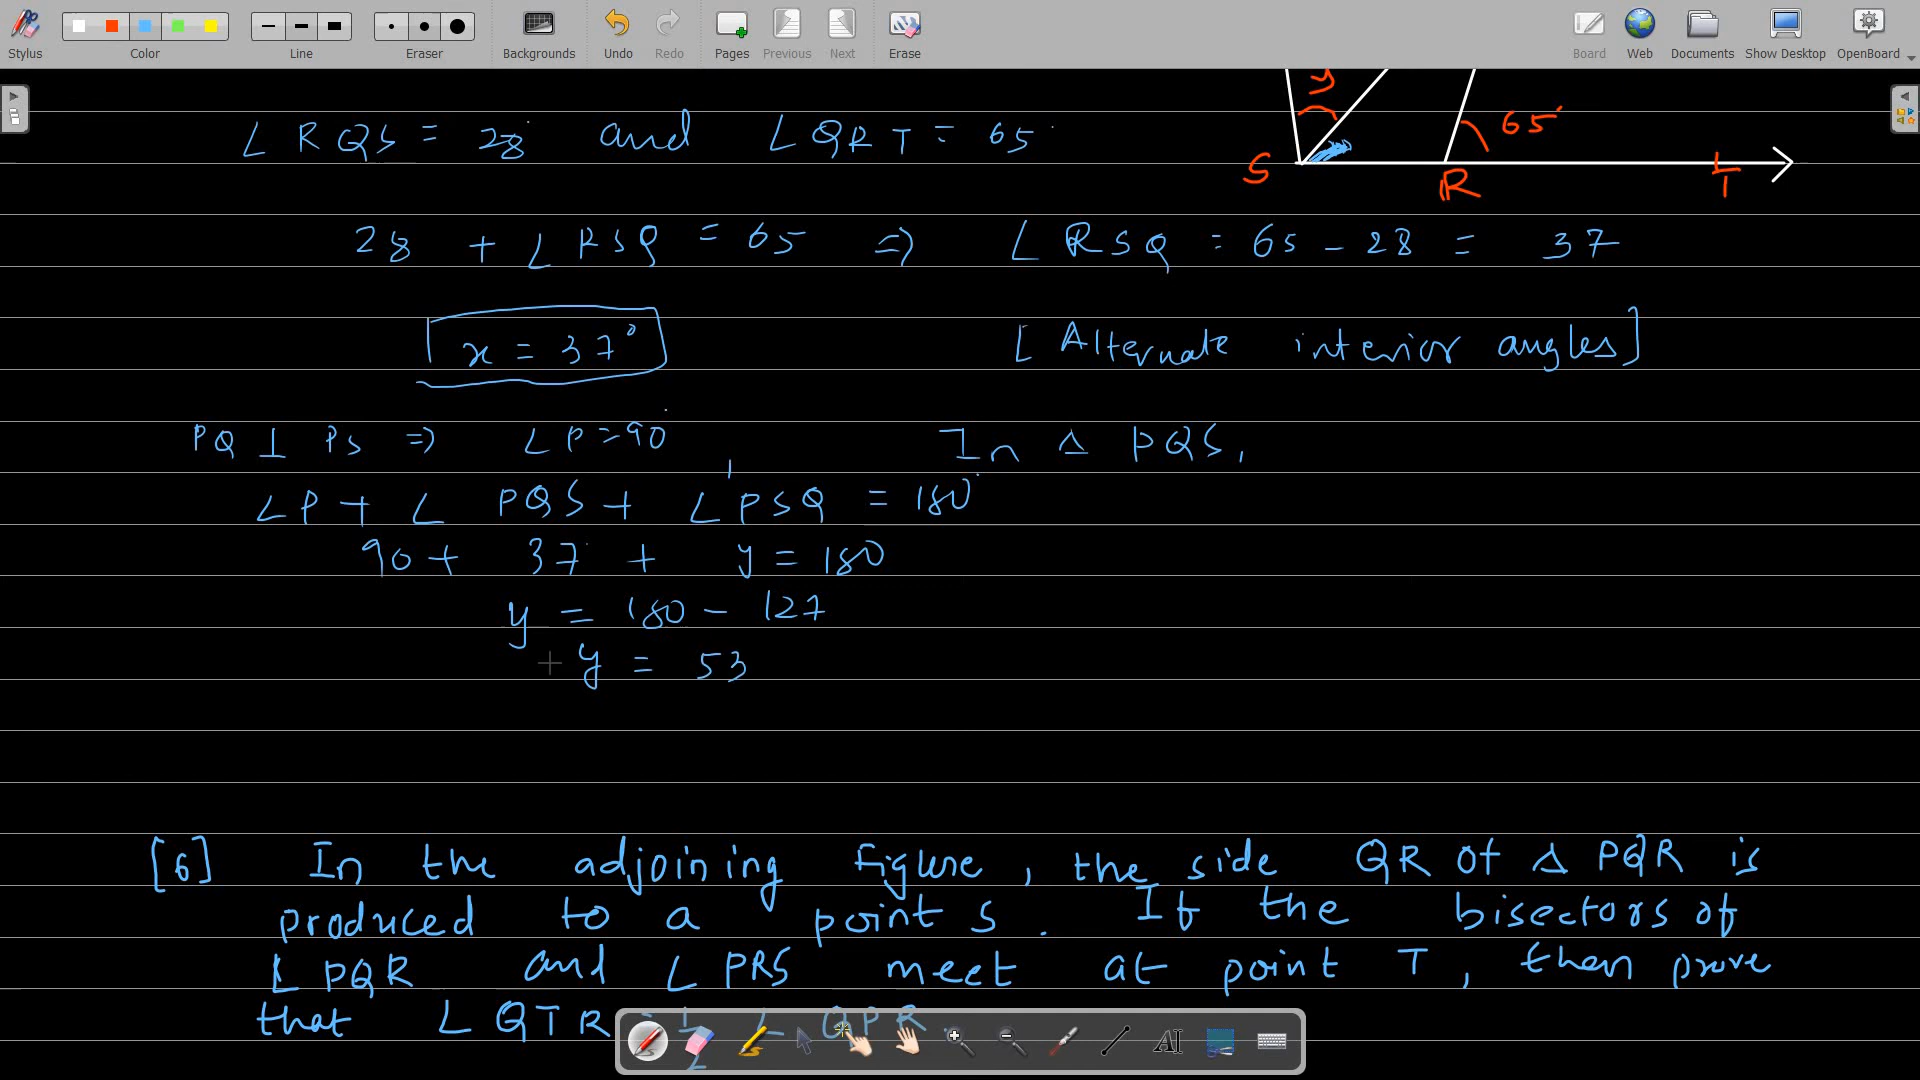 Stylus Color Line Eraser Backgrounds Undo Redo Pages Previous Next Erase Board Web Documents Show Desktop OpenBoard
y
65°
S R T
∠RQS = 28° and ∠QRT = 65°
28 + ∠RSQ = 65 ⇒ ∠RSQ = 65 - 28 = 37
x = 37° [Alternate interior angles]
PQ ⊥ PS ⇒ ∠P = 90°, In Δ PQS,
∠P + ∠PQS + ∠PSQ = 180°
90 + 37° + y = 180
y = 180 - 127
y = 53
[6] In the adjoining figure, the side QR of Δ PQR is
produced to a point S. If the bisectors of
∠PQR and ∠PRS meet at point T, then prove
that ∠QTR = 1/2 ∠QPR.